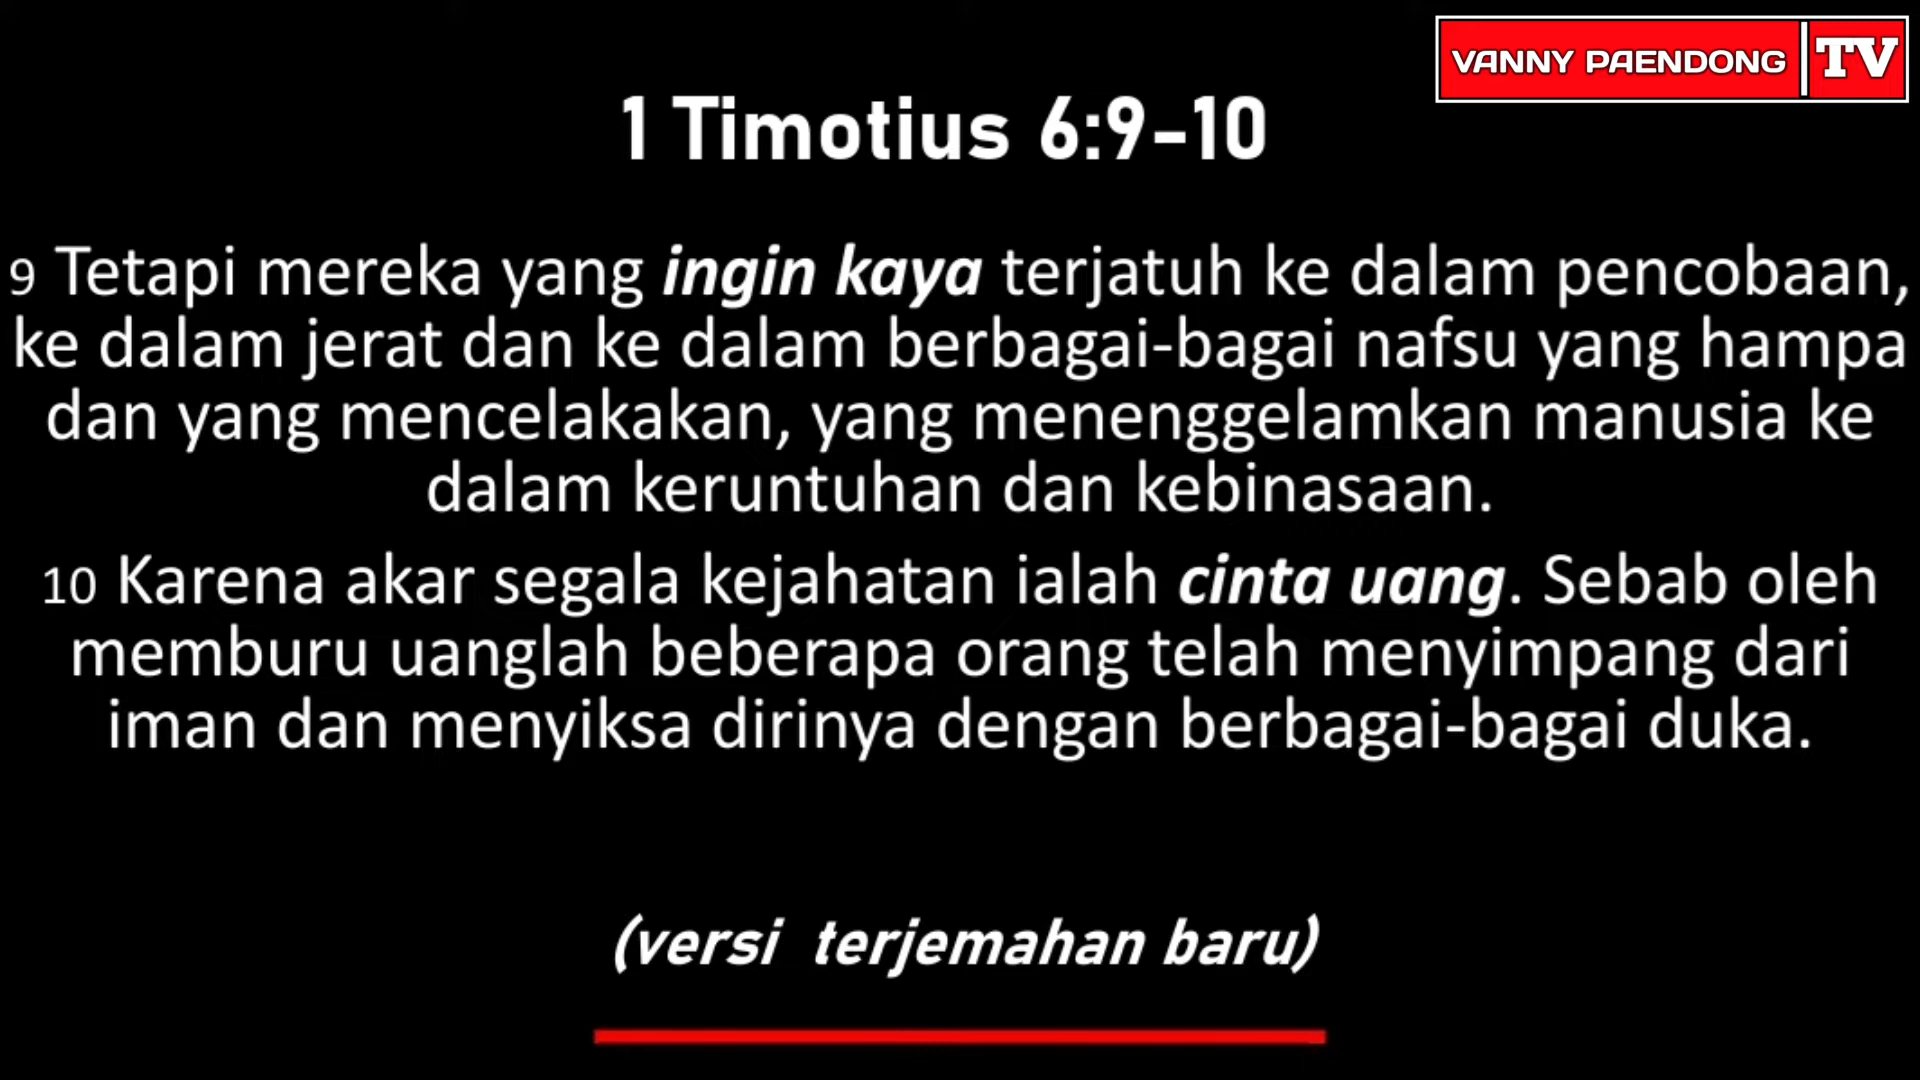 VANNY PAENDONG TV
1 Timotius 6:9-10
9 Tetapi mereka yang ingin kaya terjatuh ke dalam pencobaan,
ke dalam jerat dan ke dalam berbagai-bagai nafsu yang hampa
dan yang mencelakakan, yang menenggelamkan manusia ke
dalam keruntuhan dan kebinasaan.
10 Karena akar segala kejahatan ialah cinta uang. Sebab oleh
memburu uanglah beberapa orang telah menyimpang dari
iman dan menyiksa dirinya dengan berbagai-bagai duka.
(versi terjemahan baru)